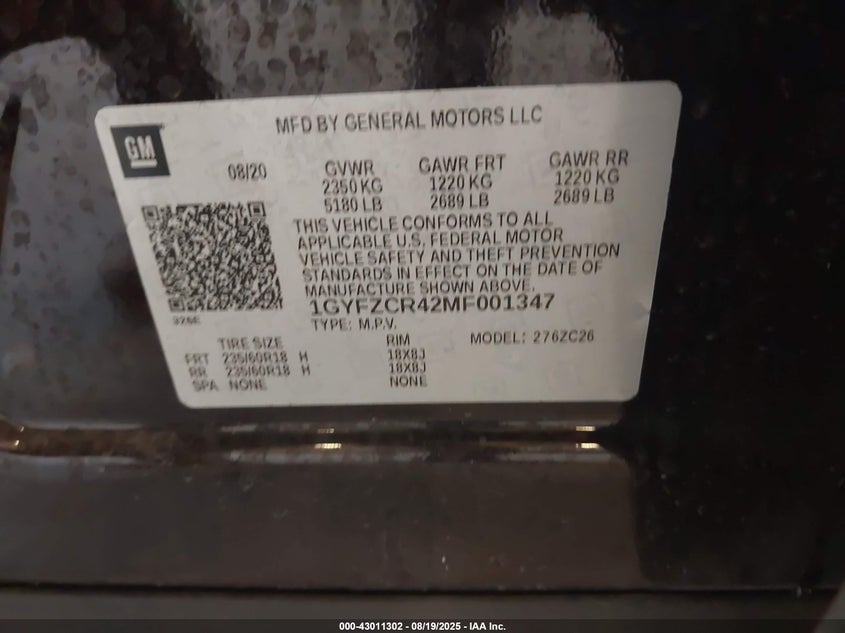 MFD BY GENERAL MOTORS LLC
GM
08/20
GVWR GAWR FRT GAWR RR
2350 KG 1220 KG 1220 KG
5180 LB 2689 LB 2689 LB
THIS VEHICLE CONFORMS TO ALL
APPLICABLE U.S. FEDERAL MOTOR
VEHICLE SAFETY AND THEFT PREVENTION
STANDARDS IN EFFECT ON THE DATE OF
MANUFACTURE SHOWN ABOVE.
1GYFZCR42MF001347
326E
TYPE: M.P.V.
TIRE SIZE RIM MODEL: 276ZC26
FRT 235/60R18 H 18X8J
RR 235/60R18 H 18X8J
SPA NONE NONE
000-43011302 - 08/19/2025 - IAA Inc.